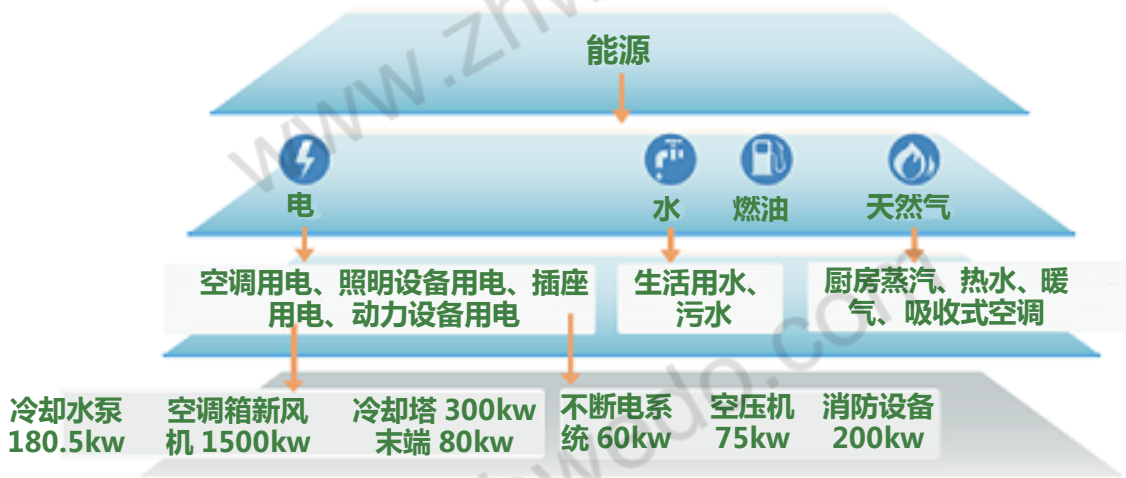 能源
电
水
燃油
天然气
空调用电、照明设备用电、插座
用电、动力设备用电
生活用水、
污水
厨房蒸汽、热水、暖
气、吸收式空调
冷却水泵
180.5kw
空调箱新风
机 1500kw
冷却塔 300kw
末端 80kw
不断电系
统 60kw
空压机
75kw
消防设备
200kw